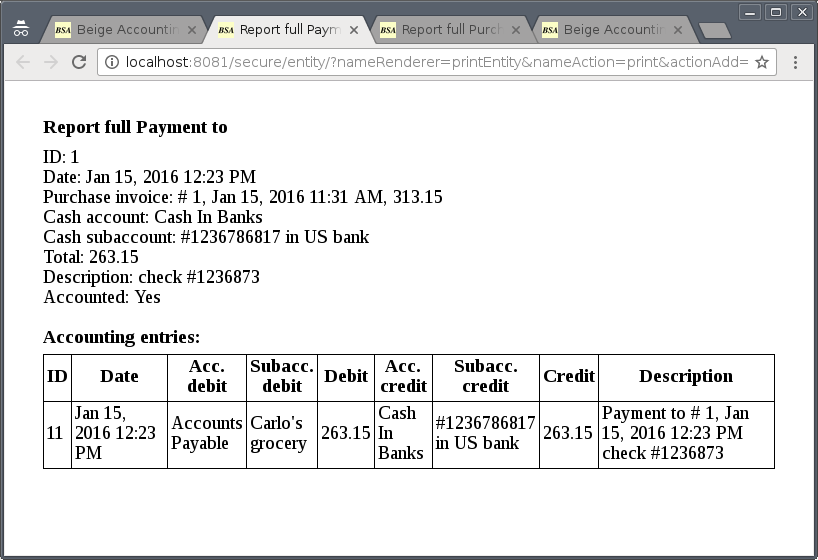 BSA Beige Accountin
BSA Report full Paym
BSA Report full Purch
BSA Beige Accountin
localhost:8081/secure/entity/?nameRenderer=printEntity&nameAction=print&actionAdd=
Report full Payment to
ID: 1
Date: Jan 15, 2016 12:23 PM
Purchase invoice: # 1, Jan 15, 2016 11:31 AM, 313.15
Cash account: Cash In Banks
Cash subaccount: #1236786817 in US bank
Total: 263.15
Description: check #1236873
Accounted: Yes
Accounting entries:
ID
Date
Acc.
debit
Subacc.
debit
Debit
Acc.
credit
Subacc.
credit
Credit
Description
11
Jan 15,
2016 12:23
PM
Accounts
Payable
Carlo's
grocery
263.15
Cash
In
Banks
#1236786817
in US bank
263.15
Payment to # 1, Jan
15, 2016 12:23 PM
check #1236873